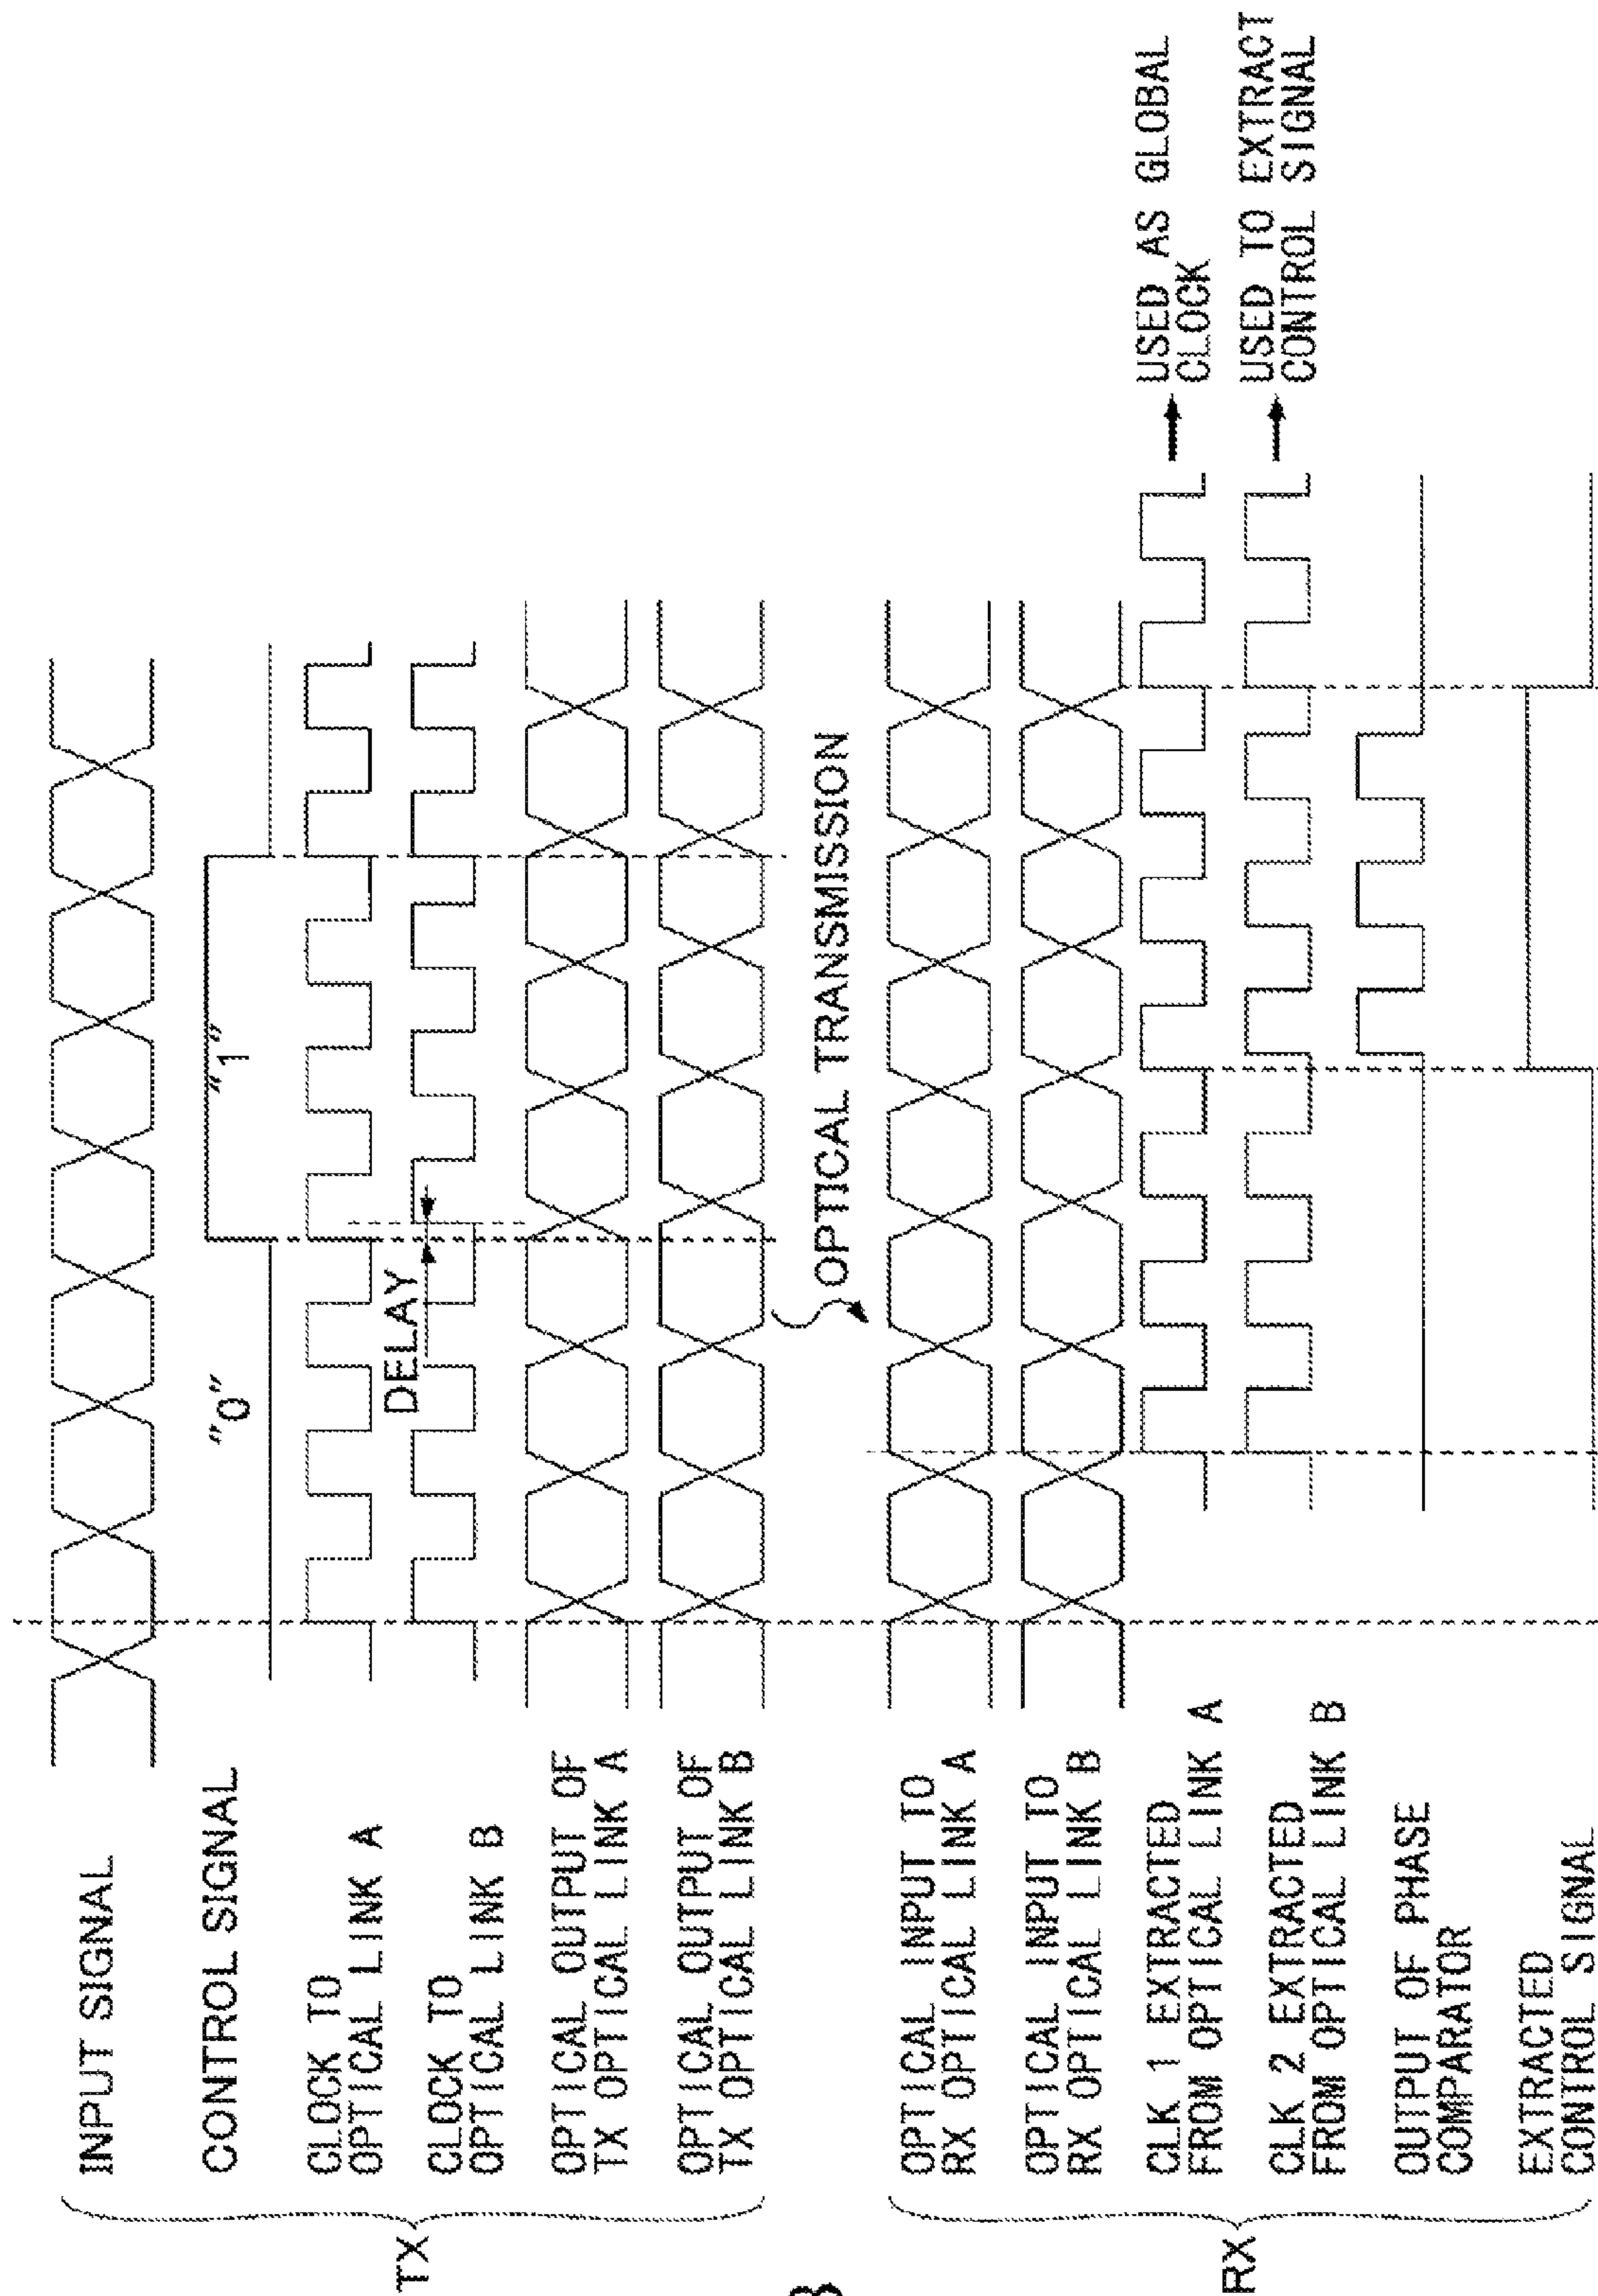 TX
INPUT SIGNAL
CONTROL SIGNAL
"0"
"1"
CLOCK TO
OPTICAL LINK A
CLOCK TO
OPTICAL LINK B
DELAY
OPTICAL OUTPUT OF
TX OPTICAL LINK A
OPTICAL OUTPUT OF
TX OPTICAL LINK B
OPTICAL TRANSMISSION
RX
OPTICAL INPUT TO
RX OPTICAL LINK A
OPTICAL INPUT TO
RX OPTICAL LINK B
CLK 1 EXTRACTED
FROM OPTICAL LINK A
USED AS GLOBAL
CLOCK
CLK 2 EXTRACTED
FROM OPTICAL LINK B
USED TO EXTRACT
CONTROL SIGNAL
OUTPUT OF PHASE
COMPARATOR
EXTRACTED
CONTROL SIGNAL